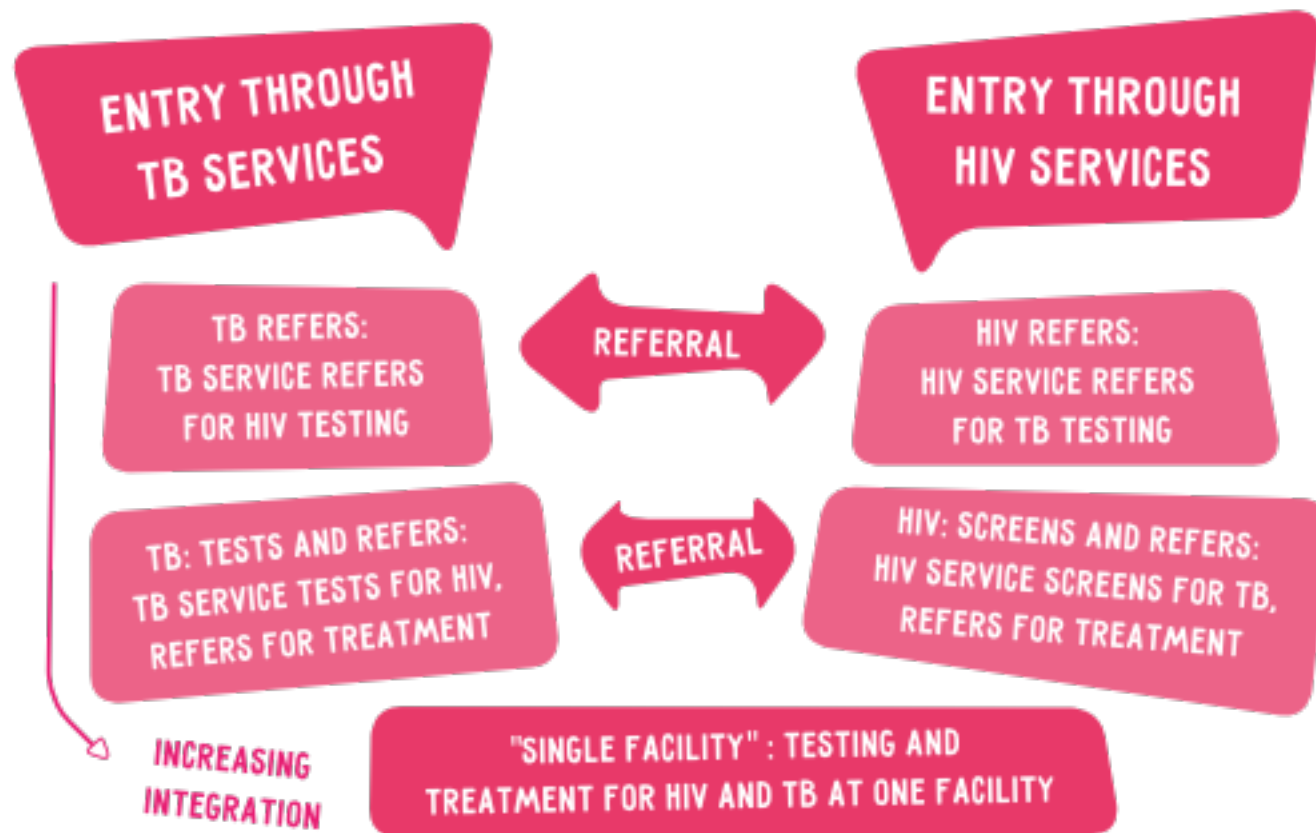 ENTRY THROUGH
TB SERVICES
ENTRY THROUGH
HIV SERVICES
TB REFERS:
TB SERVICE REFERS
FOR HIV TESTING
REFERRAL
HIV REFERS:
HIV SERVICE REFERS
FOR TB TESTING
TB: TESTS AND REFERS:
TB SERVICE TESTS FOR HIV,
REFERS FOR TREATMENT
REFERRAL
HIV: SCREENS AND REFERS:
HIV SERVICE SCREENS FOR TB,
REFERS FOR TREATMENT
INCREASING
INTEGRATION
"SINGLE FACILITY" : TESTING AND
TREATMENT FOR HIV AND TB AT ONE FACILITY